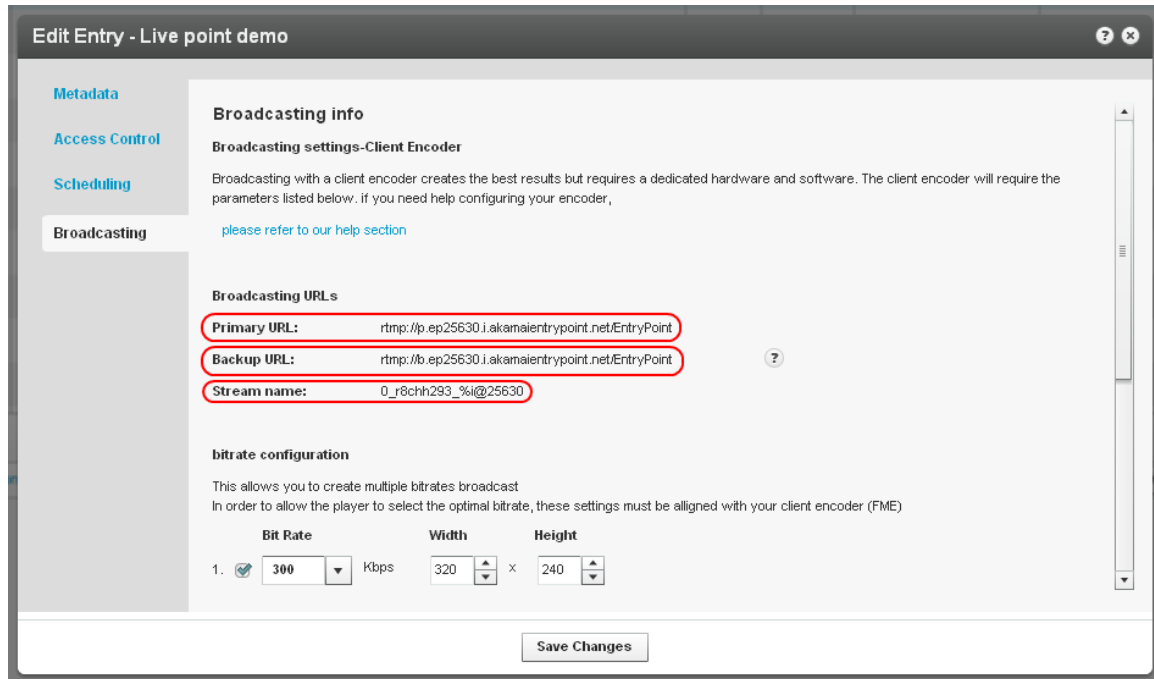 Edit Entry - Live point demo
Metadata
Access Control
Scheduling
Broadcasting
Broadcasting info
Broadcasting settings-Client Encoder
Broadcasting with a client encoder creates the best results but requires a dedicated hardware and software. The client encoder will require the
parameters listed below. if you need help configuring your encoder,
please refer to our help section
Broadcasting URLs
Primary URL: rtmp://p.ep25630.i.akamaientrypoint.net/EntryPoint
Backup URL: rtmp://b.ep25630.i.akamaientrypoint.net/EntryPoint ?
Stream name: 0_r8chh293_%i@25630
bitrate configuration
This allows you to create multiple bitrates broadcast
In order to allow the player to select the optimal bitrate, these settings must be alligned with your client encoder (FME)
Bit Rate Width Height
1. 300 Kbps 320 x 240
Save Changes